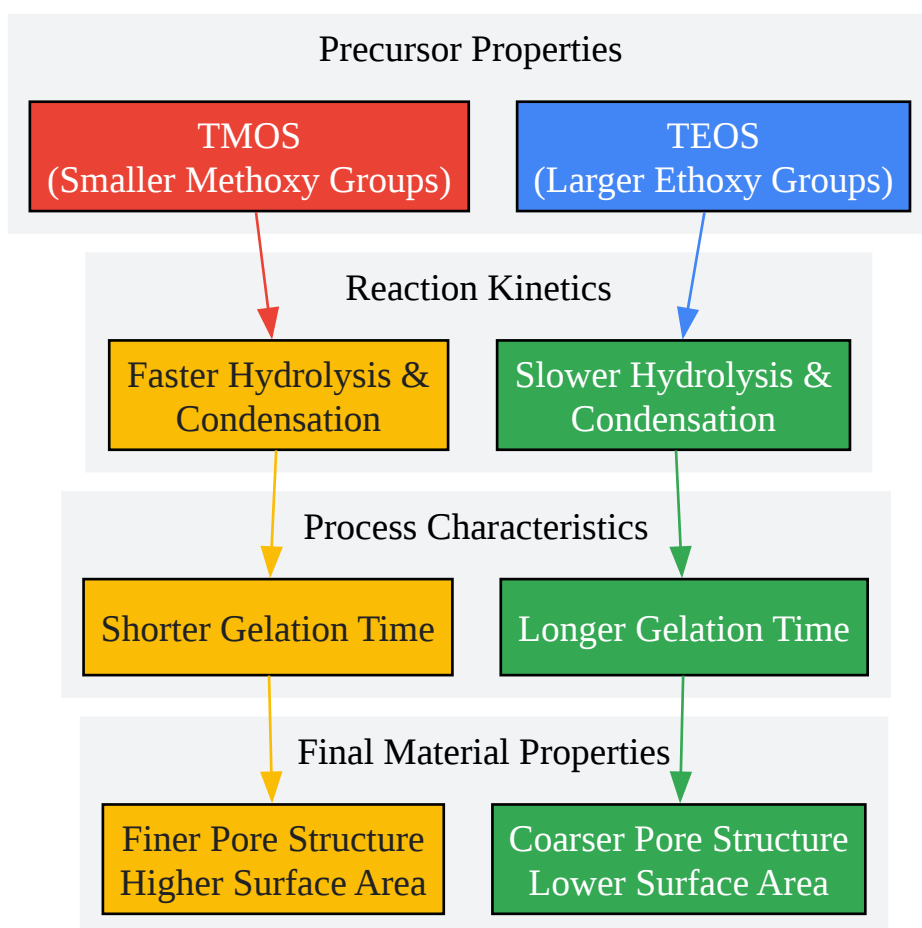 Precursor Properties
TMOS
(Smaller Methoxy Groups)
TEOS
(Larger Ethoxy Groups)
Reaction Kinetics
Faster Hydrolysis &
Condensation
Slower Hydrolysis &
Condensation
Process Characteristics
Shorter Gelation Time
Longer Gelation Time
Final Material Properties
Finer Pore Structure
Higher Surface Area
Coarser Pore Structure
Lower Surface Area